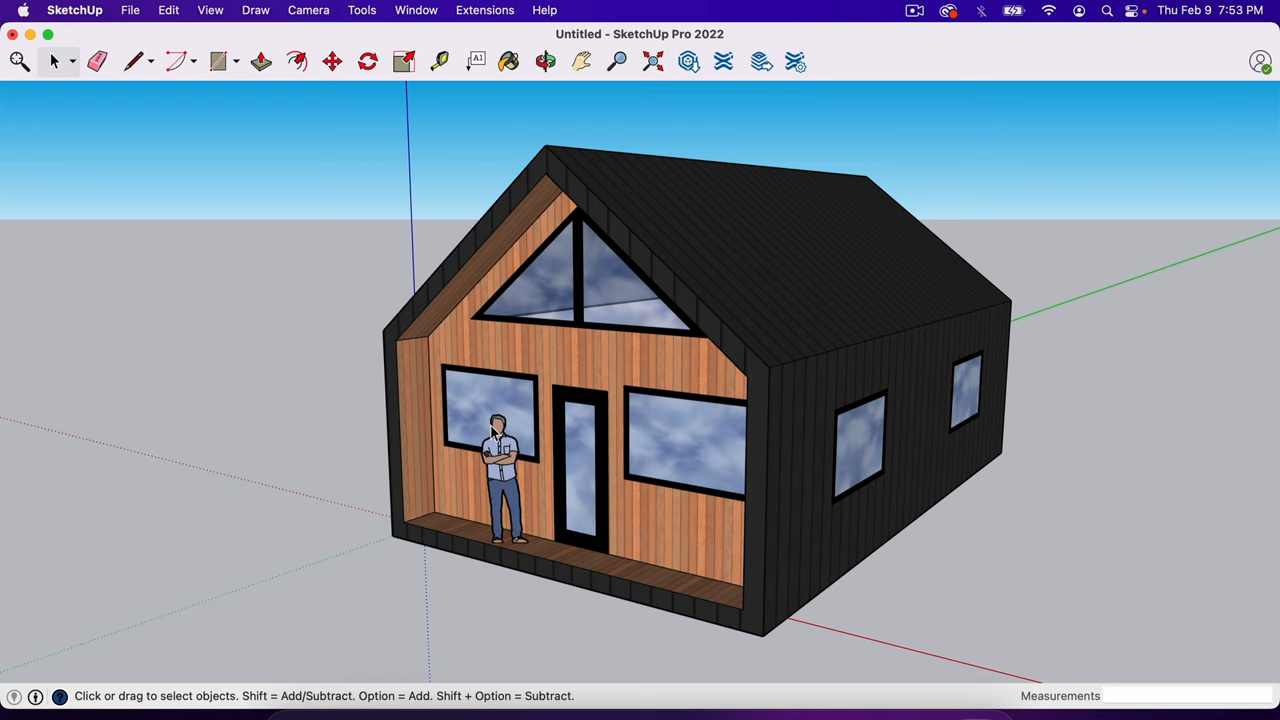 SketchUp File Edit View Draw Camera Tools Window Extensions Help Thu Feb 9 7:53 PM
Untitled - SketchUp Pro 2022
A1
Click or drag to select objects. Shift = Add/Subtract. Option = Add. Shift + Option = Subtract. Measurements